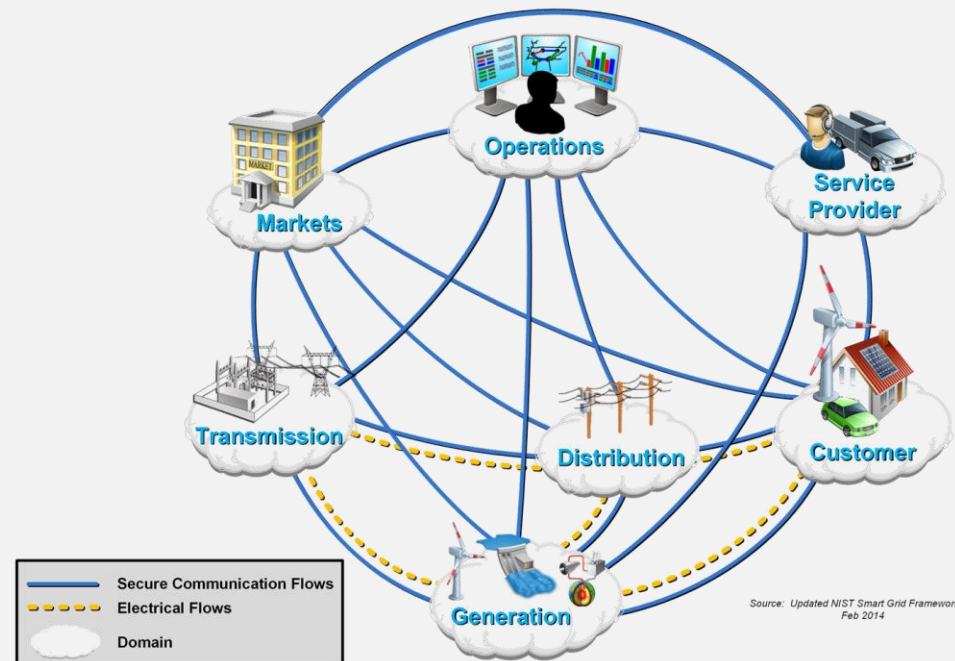 Operations
MARKET
Markets
Service
Provider
Transmission
Distribution
Customer
Generation
Secure Communication Flows
Electrical Flows
Domain
Source: Updated NIST Smart Grid Framewor
Feb 2014